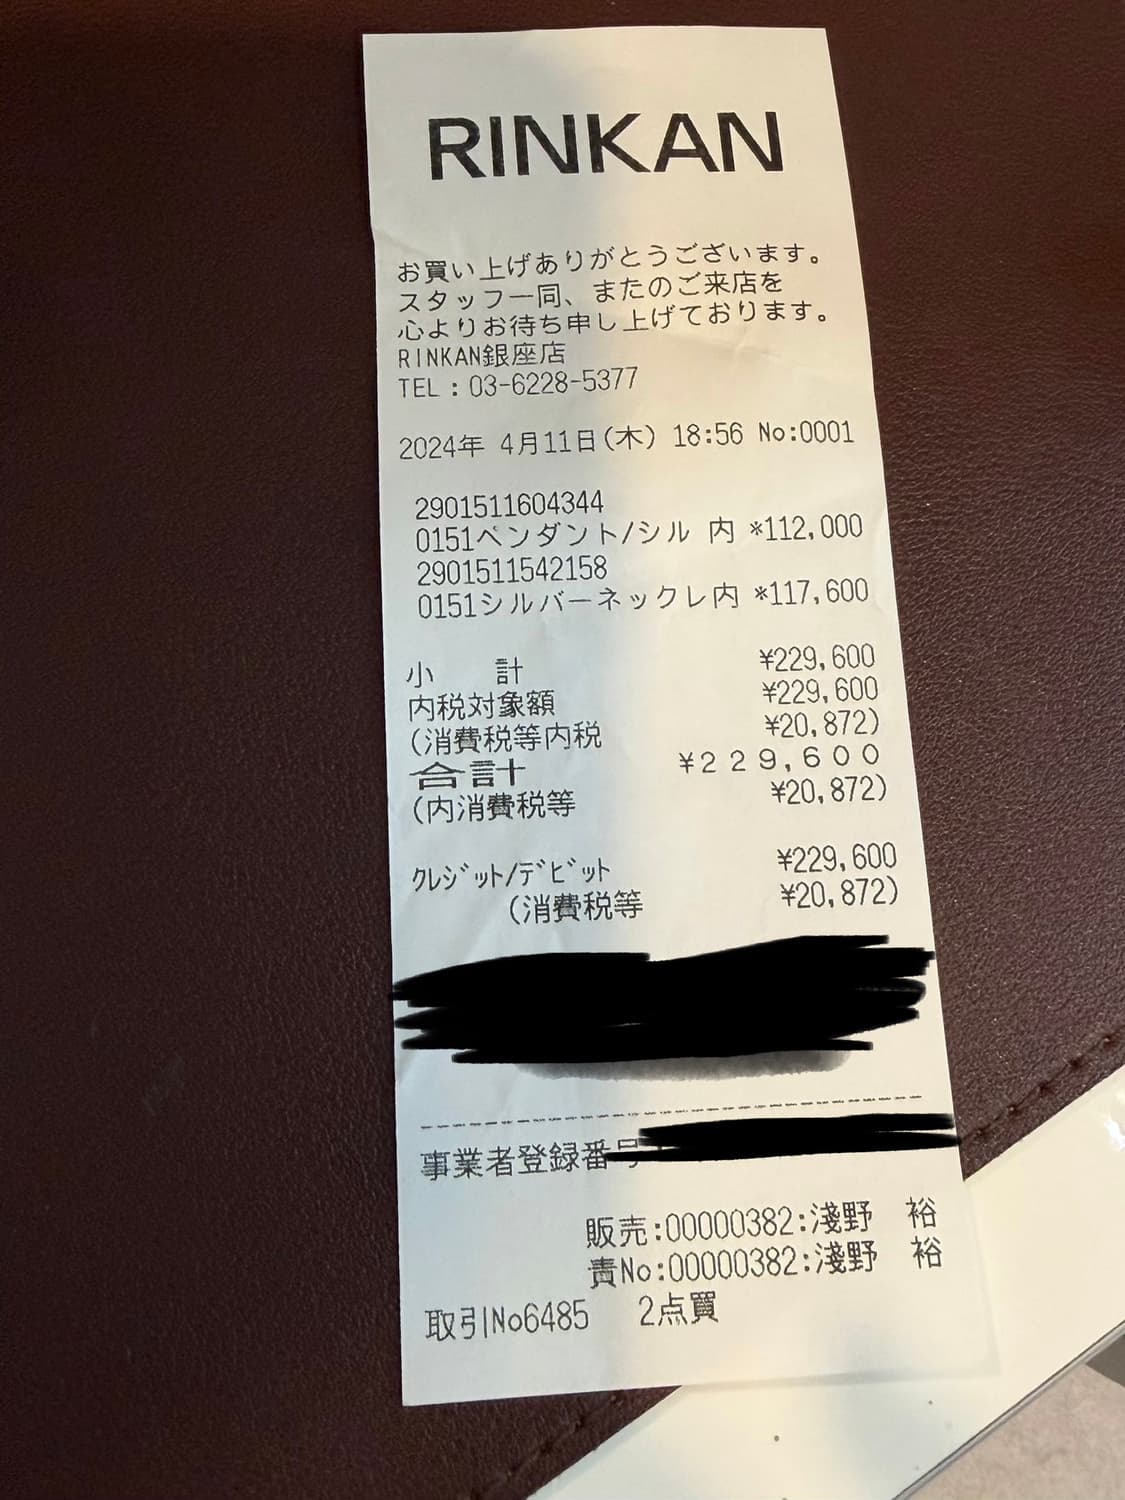 RINKAN
お買い上げありがとうございます。
スタッフ一同、またのご来店を
心よりお待ち申し上げております。
RINKAN銀座店
TEL：03-6228-5377
2024年 4月11日(木) 18:56 No:0001
2901511604344
0151ペンダント/シル 内 *112,000
2901511542158
0151シルバーネックレ内 *117,600
小 計 ¥229,600
内税対象額 ¥229,600
(消費税等内税 ¥20,872)
合計 ¥229,600
(内消費税等 ¥20,872)
ｸﾚｼﾞｯﾄ/ﾃﾞﾋﾞｯﾄ ¥229,600
(消費税等 ¥20,872)
事業者登録番号
販売:00000382:淺野 裕
責No:00000382:淺野 裕
取引No6485 2点買